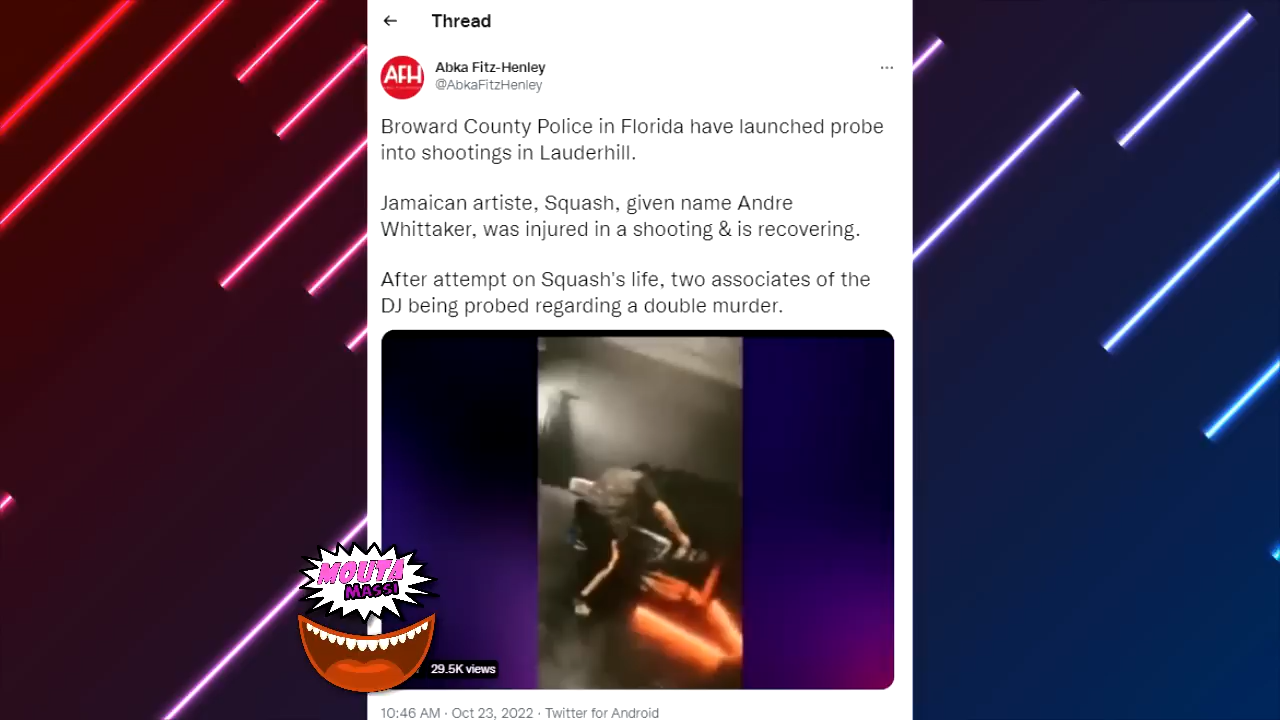 Thread
AFH
Abka Fitz-Henley
@AbkaFitzHenley
Broward County Police in Florida have launched probe
into shootings in Lauderhill.
Jamaican artiste, Squash, given name Andre
Whittaker, was injured in a shooting & is recovering.
After attempt on Squash's life, two associates of the
DJ being probed regarding a double murder.
MOUTA
MASSI
29.5K views
10:46 AM · Oct 23, 2022 · Twitter for Android